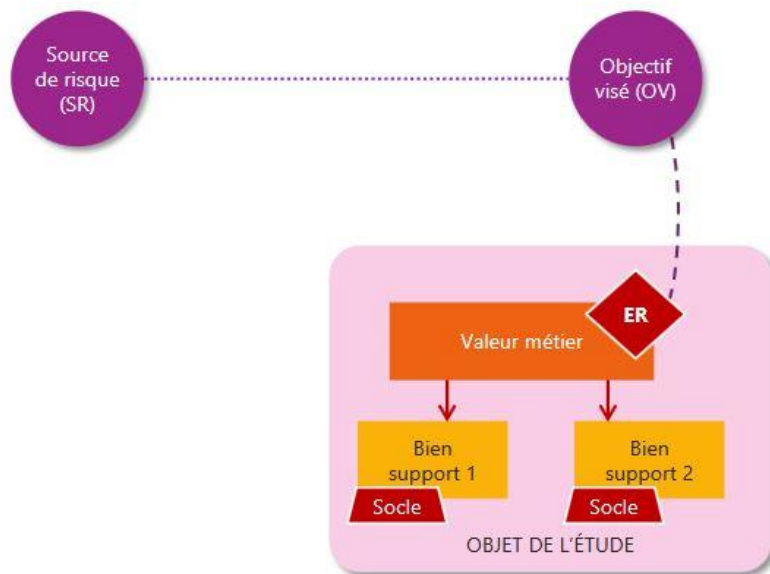 Source
de risque
(SR)
Objectif
visé (OV)
ER
Valeur métier
Bien
support 1
Bien
support 2
Socle
Socle
OBJET DE L'ÉTUDE